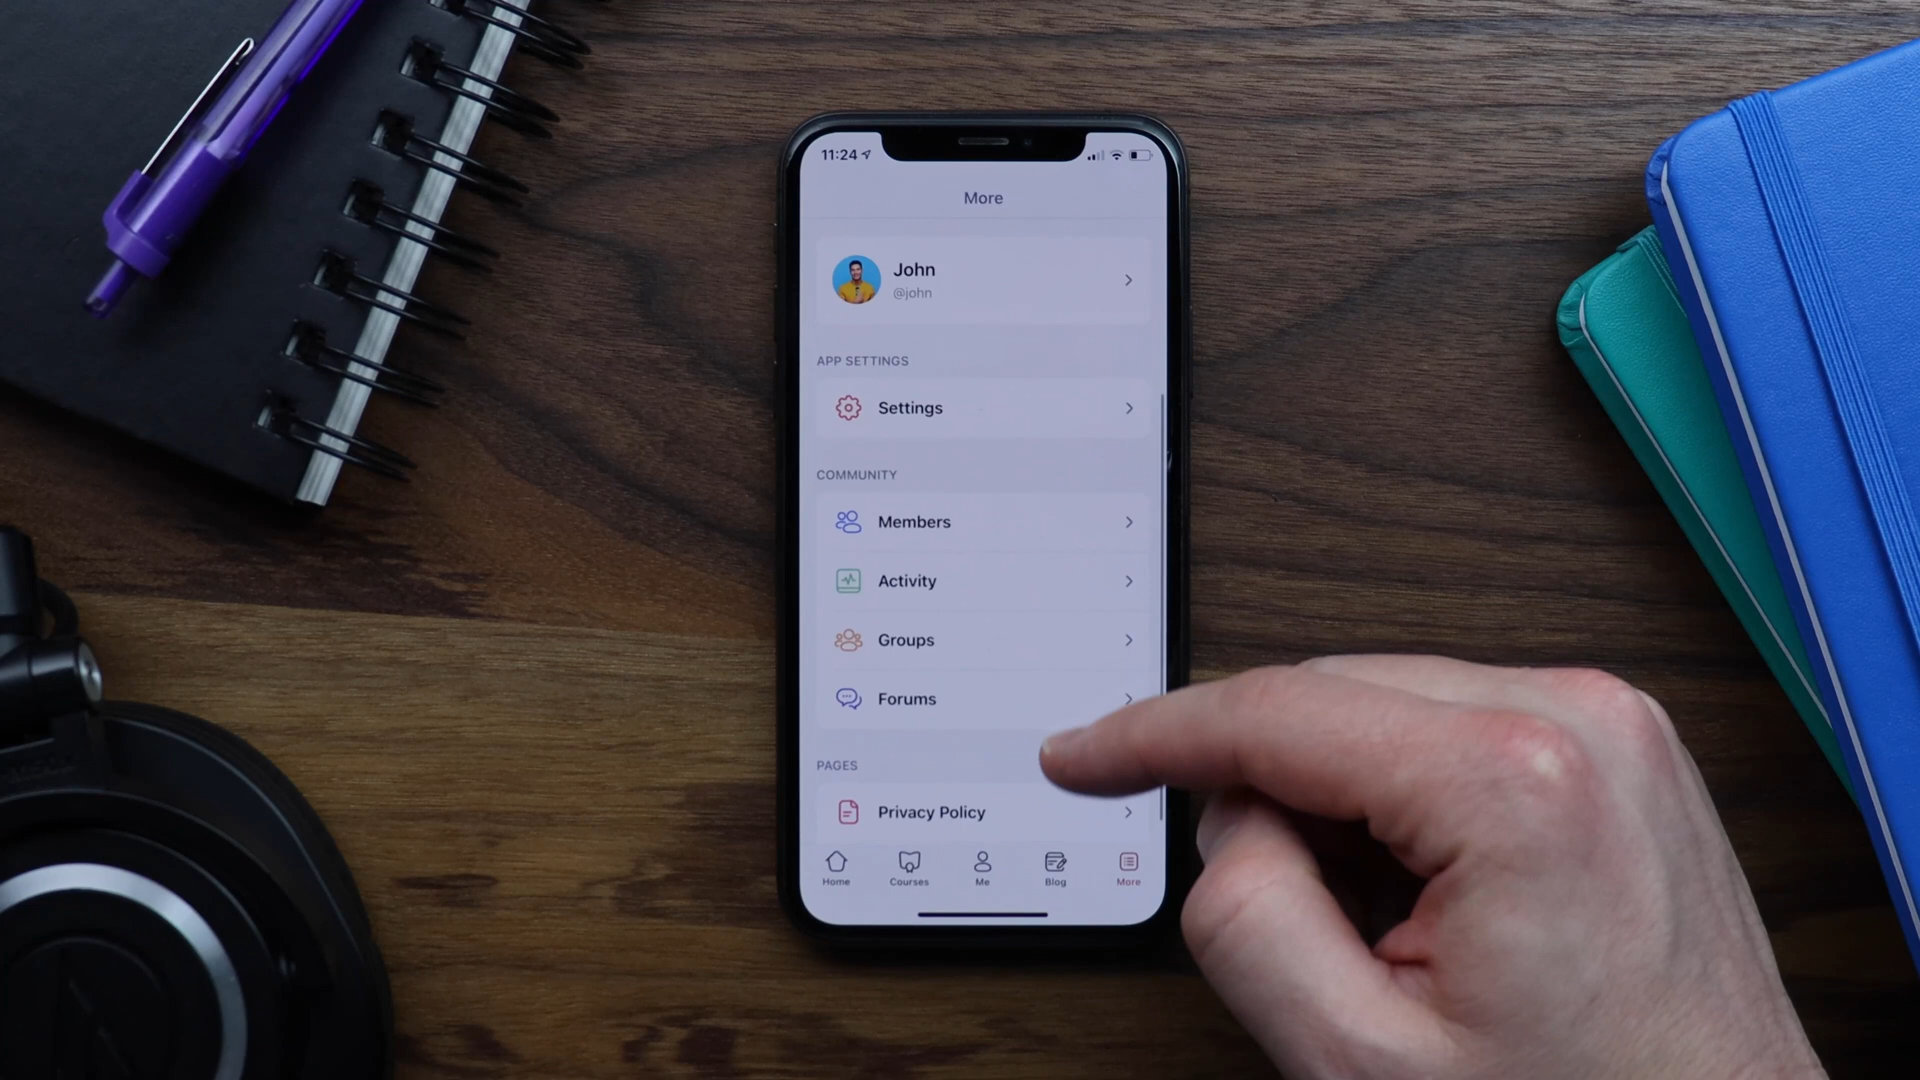 11:24
More
John
@john
APP SETTINGS
Settings
COMMUNITY
Members
Activity
Groups
Forums
PAGES
Privacy Policy
Home Courses Me Blog More